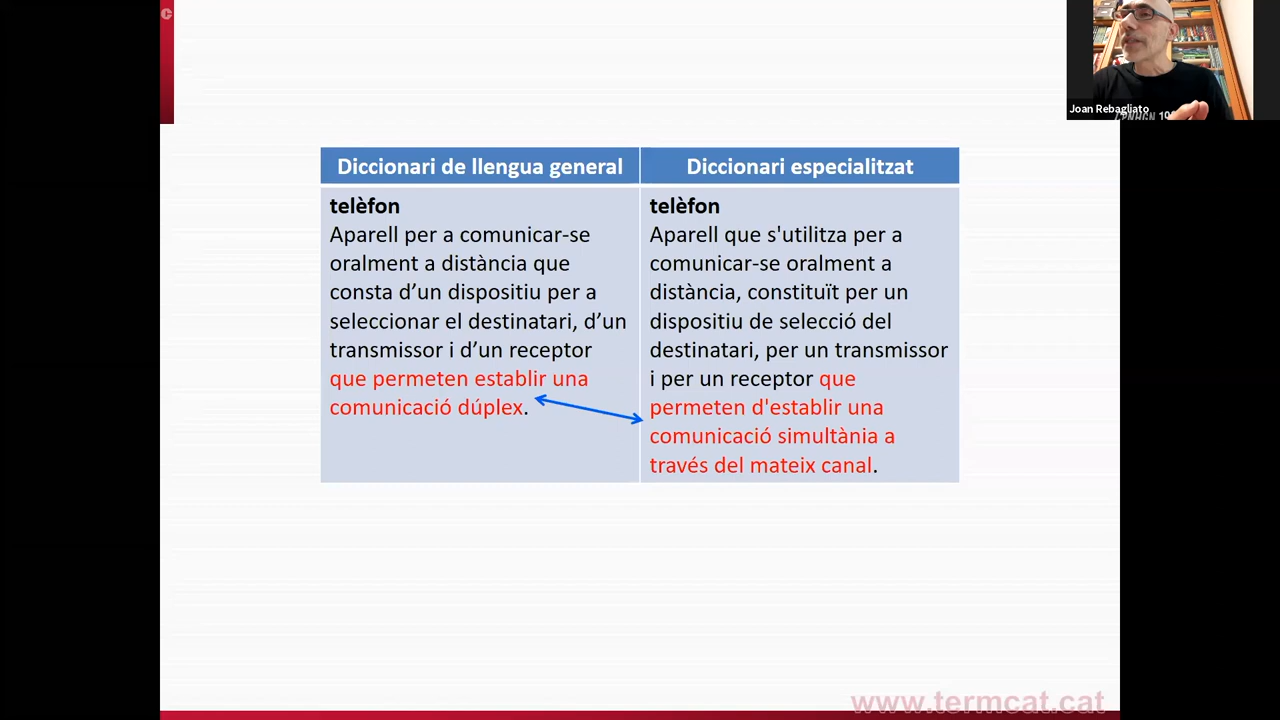 Joan Rebagliato
Diccionari de llengua general
Diccionari especialitzat
telèfon
Aparell per a comunicar-se
oralment a distància que
consta d’un dispositiu per a
seleccionar el destinatari, d’un
transmissor i d’un receptor
que permeten establir una
comunicació dúplex.
telèfon
Aparell que s'utilitza per a
comunicar-se oralment a
distància, constituït per un
dispositiu de selecció del
destinatari, per un transmissor
i per un receptor que
permeten d'establir una
comunicació simultània a
través del mateix canal.
www.termcat.cat